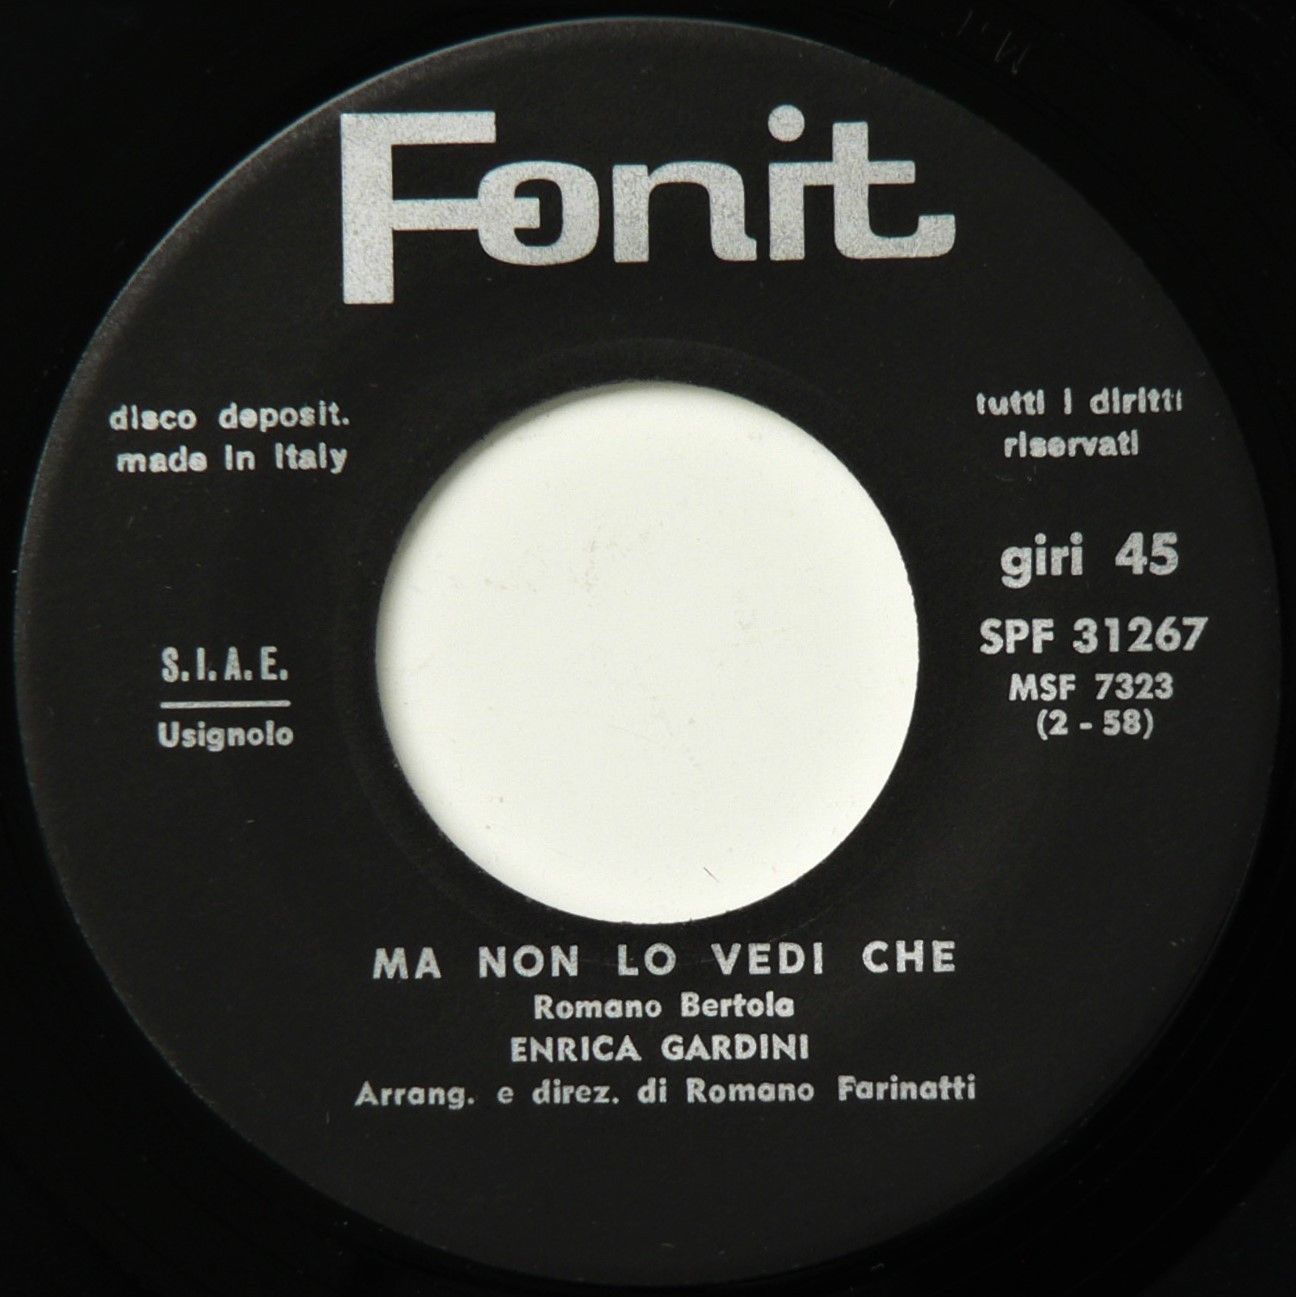 Fonit
disco deposit.
made in Italy
tutti i diritti
riservati
giri 45
SPF 31267
MSF 7323
(2 - 58)
S.I.A.E.
Usignolo
MA NON LO VEDI CHE
Romano Bertola
ENRICA GARDINI
Arrang. e direz. di Romano Farinatti